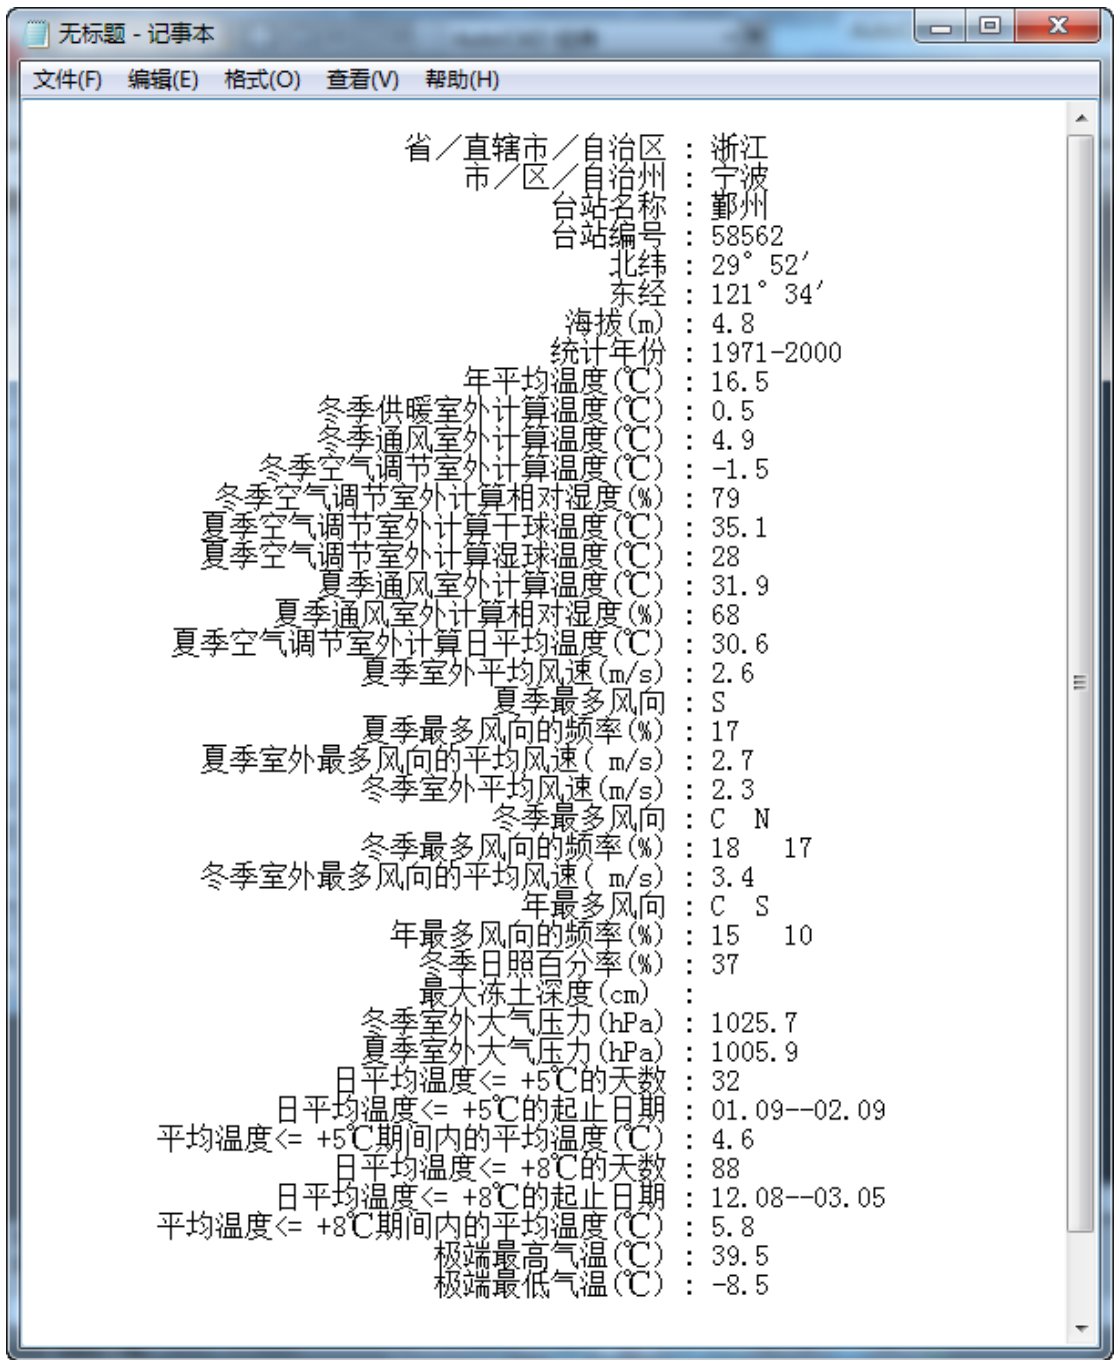 无标题 - 记事本
文件(F) 编辑(E) 格式(O) 查看(V) 帮助(H)
省／直辖市／自治区 : 浙江
市／区／自治州 : 宁波
台站名称 : 鄞州
台站编号 : 58562
北纬 : 29° 52′
东经 : 121° 34′
海拔(m) : 4.8
统计年份 : 1971-2000
年平均温度(℃) : 16.5
冬季供暖室外计算温度(℃) : 0.5
冬季通风室外计算温度(℃) : 4.9
冬季空气调节室外计算温度(℃) : -1.5
冬季空气调节室外计算相对湿度(%) : 79
夏季空气调节室外计算干球温度(℃) : 35.1
夏季空气调节室外计算湿球温度(℃) : 28
夏季通风室外计算温度(℃) : 31.9
夏季通风室外计算相对湿度(%) : 68
夏季空气调节室外计算日平均温度(℃) : 30.6
夏季室外平均风速(m/s) : 2.6
夏季最多风向 : S
夏季最多风向的频率(%) : 17
夏季室外最多风向的平均风速( m/s) : 2.7
冬季室外平均风速(m/s) : 2.3
冬季最多风向 : C  N
冬季最多风向的频率(%) : 18   17
冬季室外最多风向的平均风速( m/s) : 3.4
年最多风向 : C  S
年最多风向的频率(%) : 15   10
冬季日照百分率(%) : 37
最大冻土深度(cm)  :
冬季室外大气压力(hPa) : 1025.7
夏季室外大气压力(hPa) : 1005.9
日平均温度<= +5℃的天数 : 32
日平均温度<= +5℃的起止日期 : 01.09--02.09
平均温度<= +5℃期间内的平均温度(℃) : 4.6
日平均温度<= +8℃的天数 : 88
日平均温度<= +8℃的起止日期 : 12.08--03.05
平均温度<= +8℃期间内的平均温度(℃) : 5.8
极端最高气温(℃) : 39.5
极端最低气温(℃) : -8.5